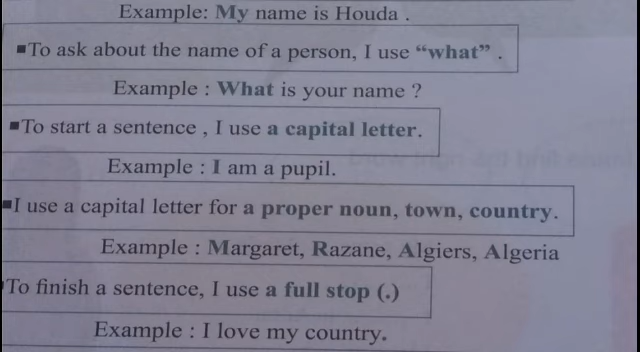 Example: My name is Houda .
▪To ask about the name of a person, I use “what” .
Example : What is your name ?
▪To start a sentence , I use a capital letter.
Example : I am a pupil.
▪I use a capital letter for a proper noun, town, country.
Example : Margaret, Razane, Algiers, Algeria
▪To finish a sentence, I use a full stop (.)
Example : I love my country.